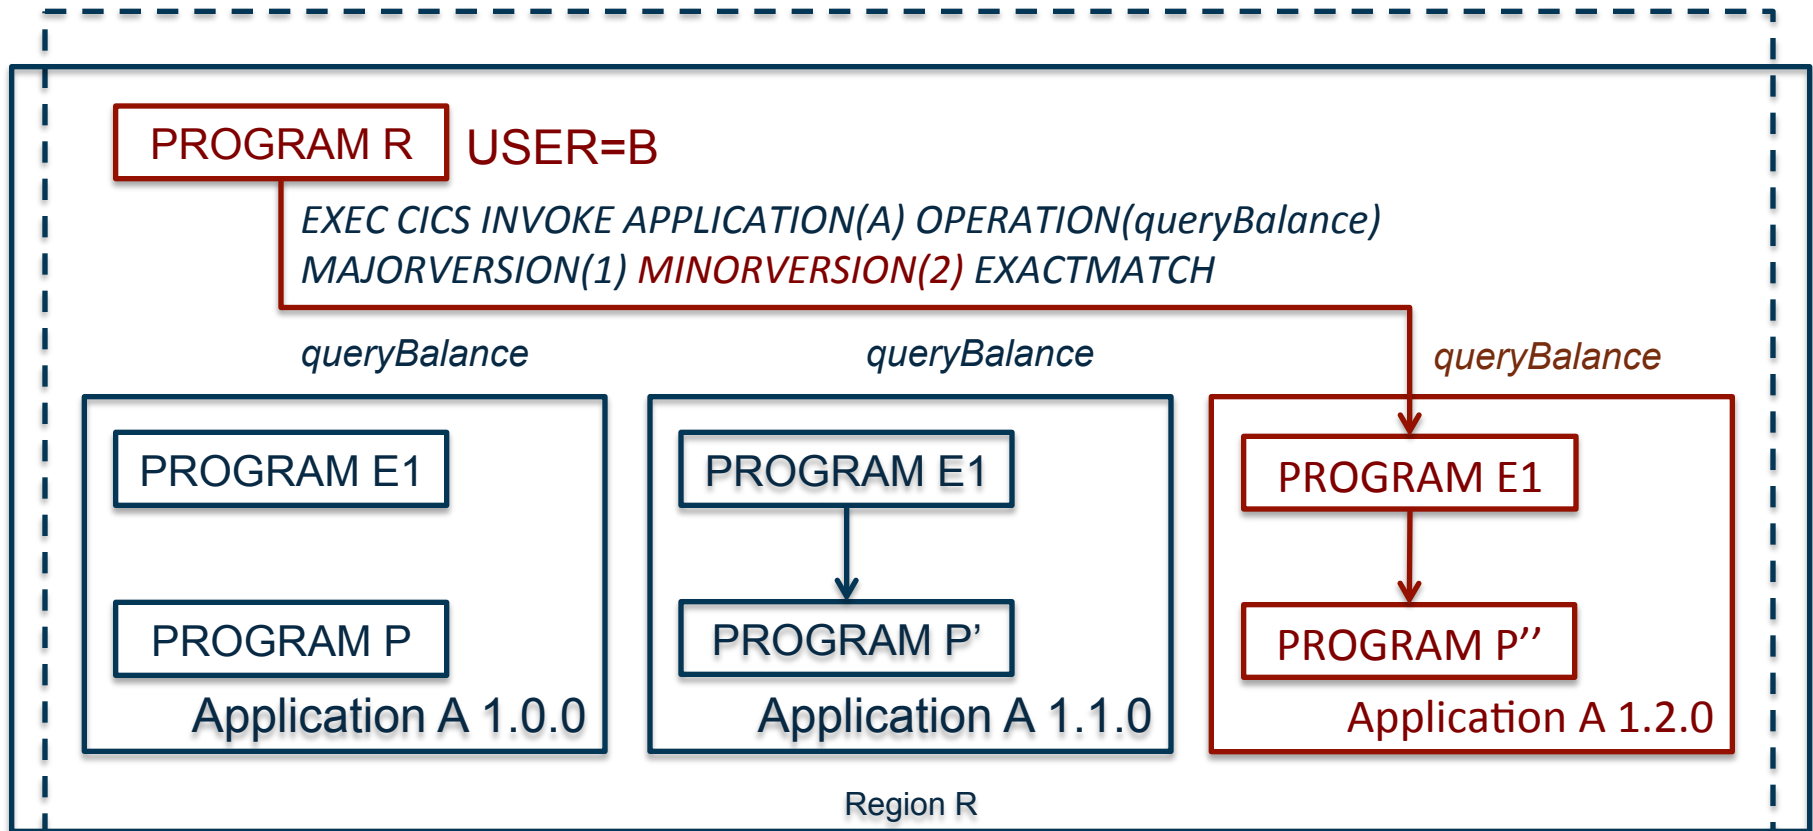 PROGRAM R
USER=B
EXEC CICS INVOKE APPLICATION(A) OPERATION(queryBalance)
MAJORVERSION(1) MINORVERSION(2) EXACTMATCH
queryBalance
queryBalance
queryBalance
PROGRAM E1
PROGRAM E1
PROGRAM E1
PROGRAM P
PROGRAM P’
PROGRAM P’’
Application A 1.0.0
Application A 1.1.0
Application A 1.2.0
Region R